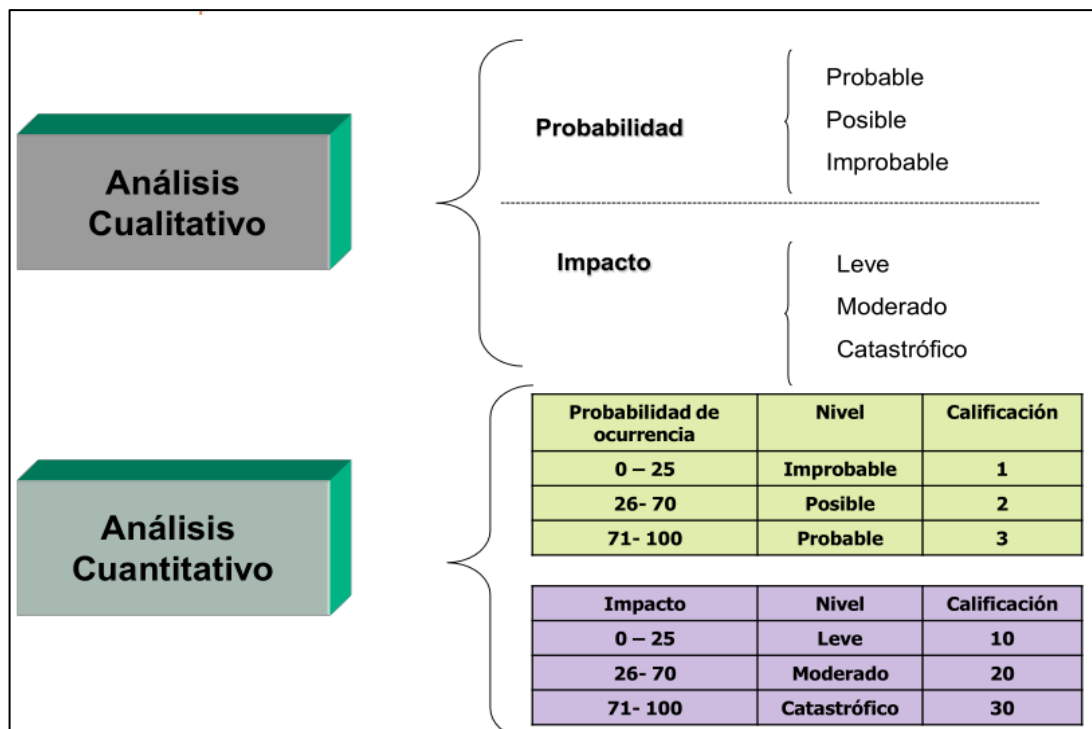 Análisis
Cualitativo
Probabilidad
Probable
Posible
Improbable
Impacto
Leve
Moderado
Catastrófico
Análisis
Cuantitativo
Probabilidad de
ocurrencia
Nivel
Calificación
0 – 25 Improbable 1
26- 70 Posible 2
71- 100 Probable 3
Impacto Nivel Calificación
0 – 25 Leve 10
26- 70 Moderado 20
71- 100 Catastrófico 30